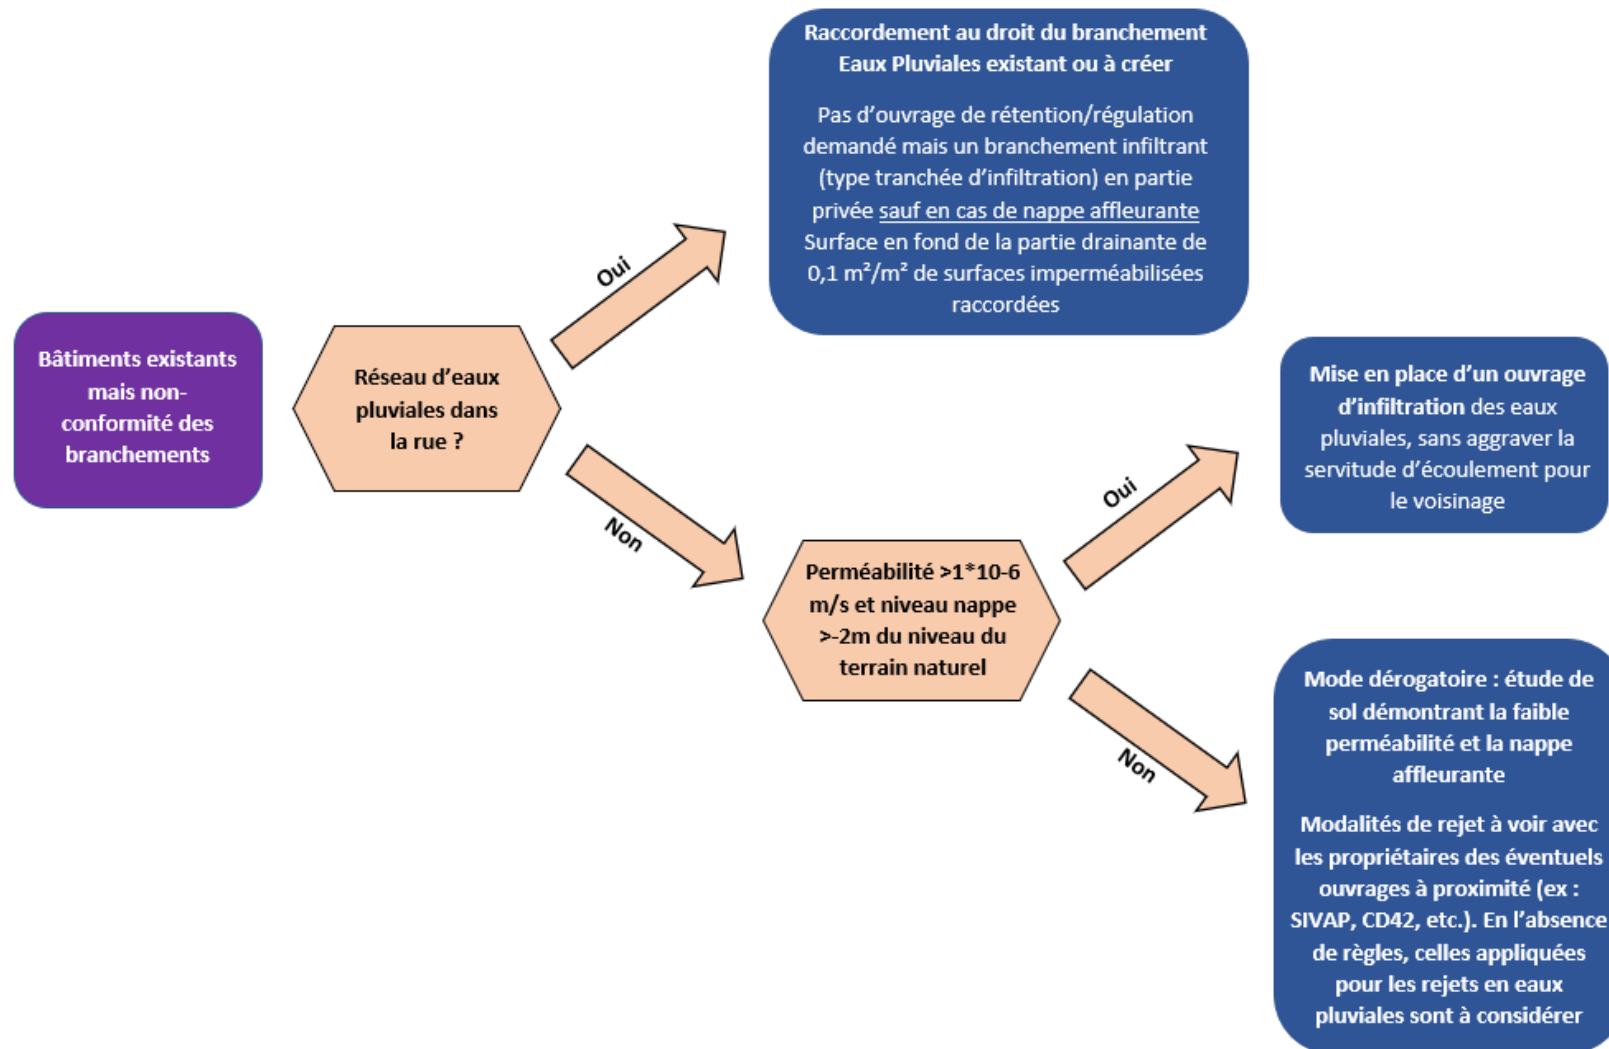 Raccordement au droit du branchement
Eaux Pluviales existant ou à créer
Pas d’ouvrage de rétention/régulation
demandé mais un branchement infiltrant
(type tranchée d’infiltration) en partie
privée sauf en cas de nappe affleurante
Surface en fond de la partie drainante de
0,1 m²/m² de surfaces imperméabilisées
raccordées
Oui
Bâtiments existants
mais non-
conformité des
branchements
Réseau d’eaux
pluviales dans
la rue ?
Non
Mise en place d’un ouvrage
d’infiltration des eaux
pluviales, sans aggraver la
servitude d’écoulement pour
le voisinage
Oui
Perméabilité >1*10-6
m/s et niveau nappe
>-2m du niveau du
terrain naturel
Non
Mode dérogatoire : étude de
sol démontrant la faible
perméabilité et la nappe
affleurante
Modalités de rejet à voir avec
les propriétaires des éventuels
ouvrages à proximité (ex :
SIVAP, CD42, etc.). En l’absence
de règles, celles appliquées
pour les rejets en eaux
pluviales sont à considérer